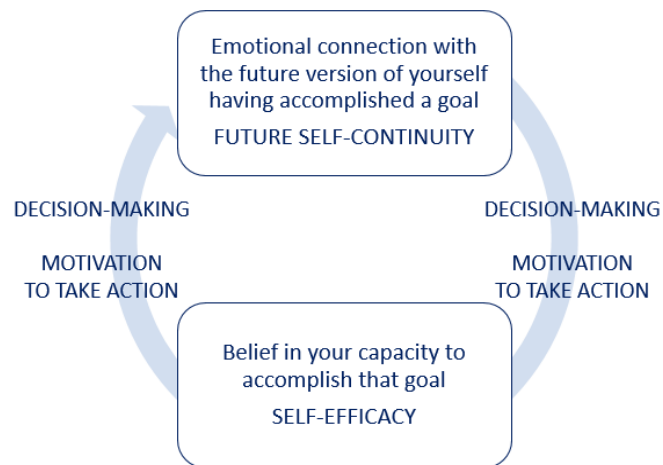 Emotional connection with
the future version of yourself
having accomplished a goal
FUTURE SELF-CONTINUITY
DECISION-MAKING
MOTIVATION
TO TAKE ACTION
DECISION-MAKING
MOTIVATION
TO TAKE ACTION
Belief in your capacity to
accomplish that goal
SELF-EFFICACY